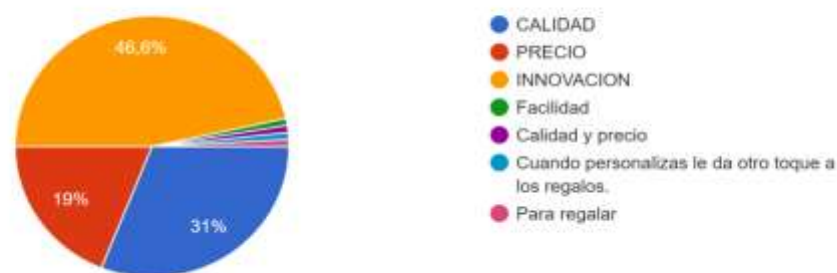 46,6%
19%
31%
CALIDAD
PRECIO
INNOVACION
Facilidad
Calidad y precio
Cuando personalizas le da otro toque a
los regalos.
Para regalar